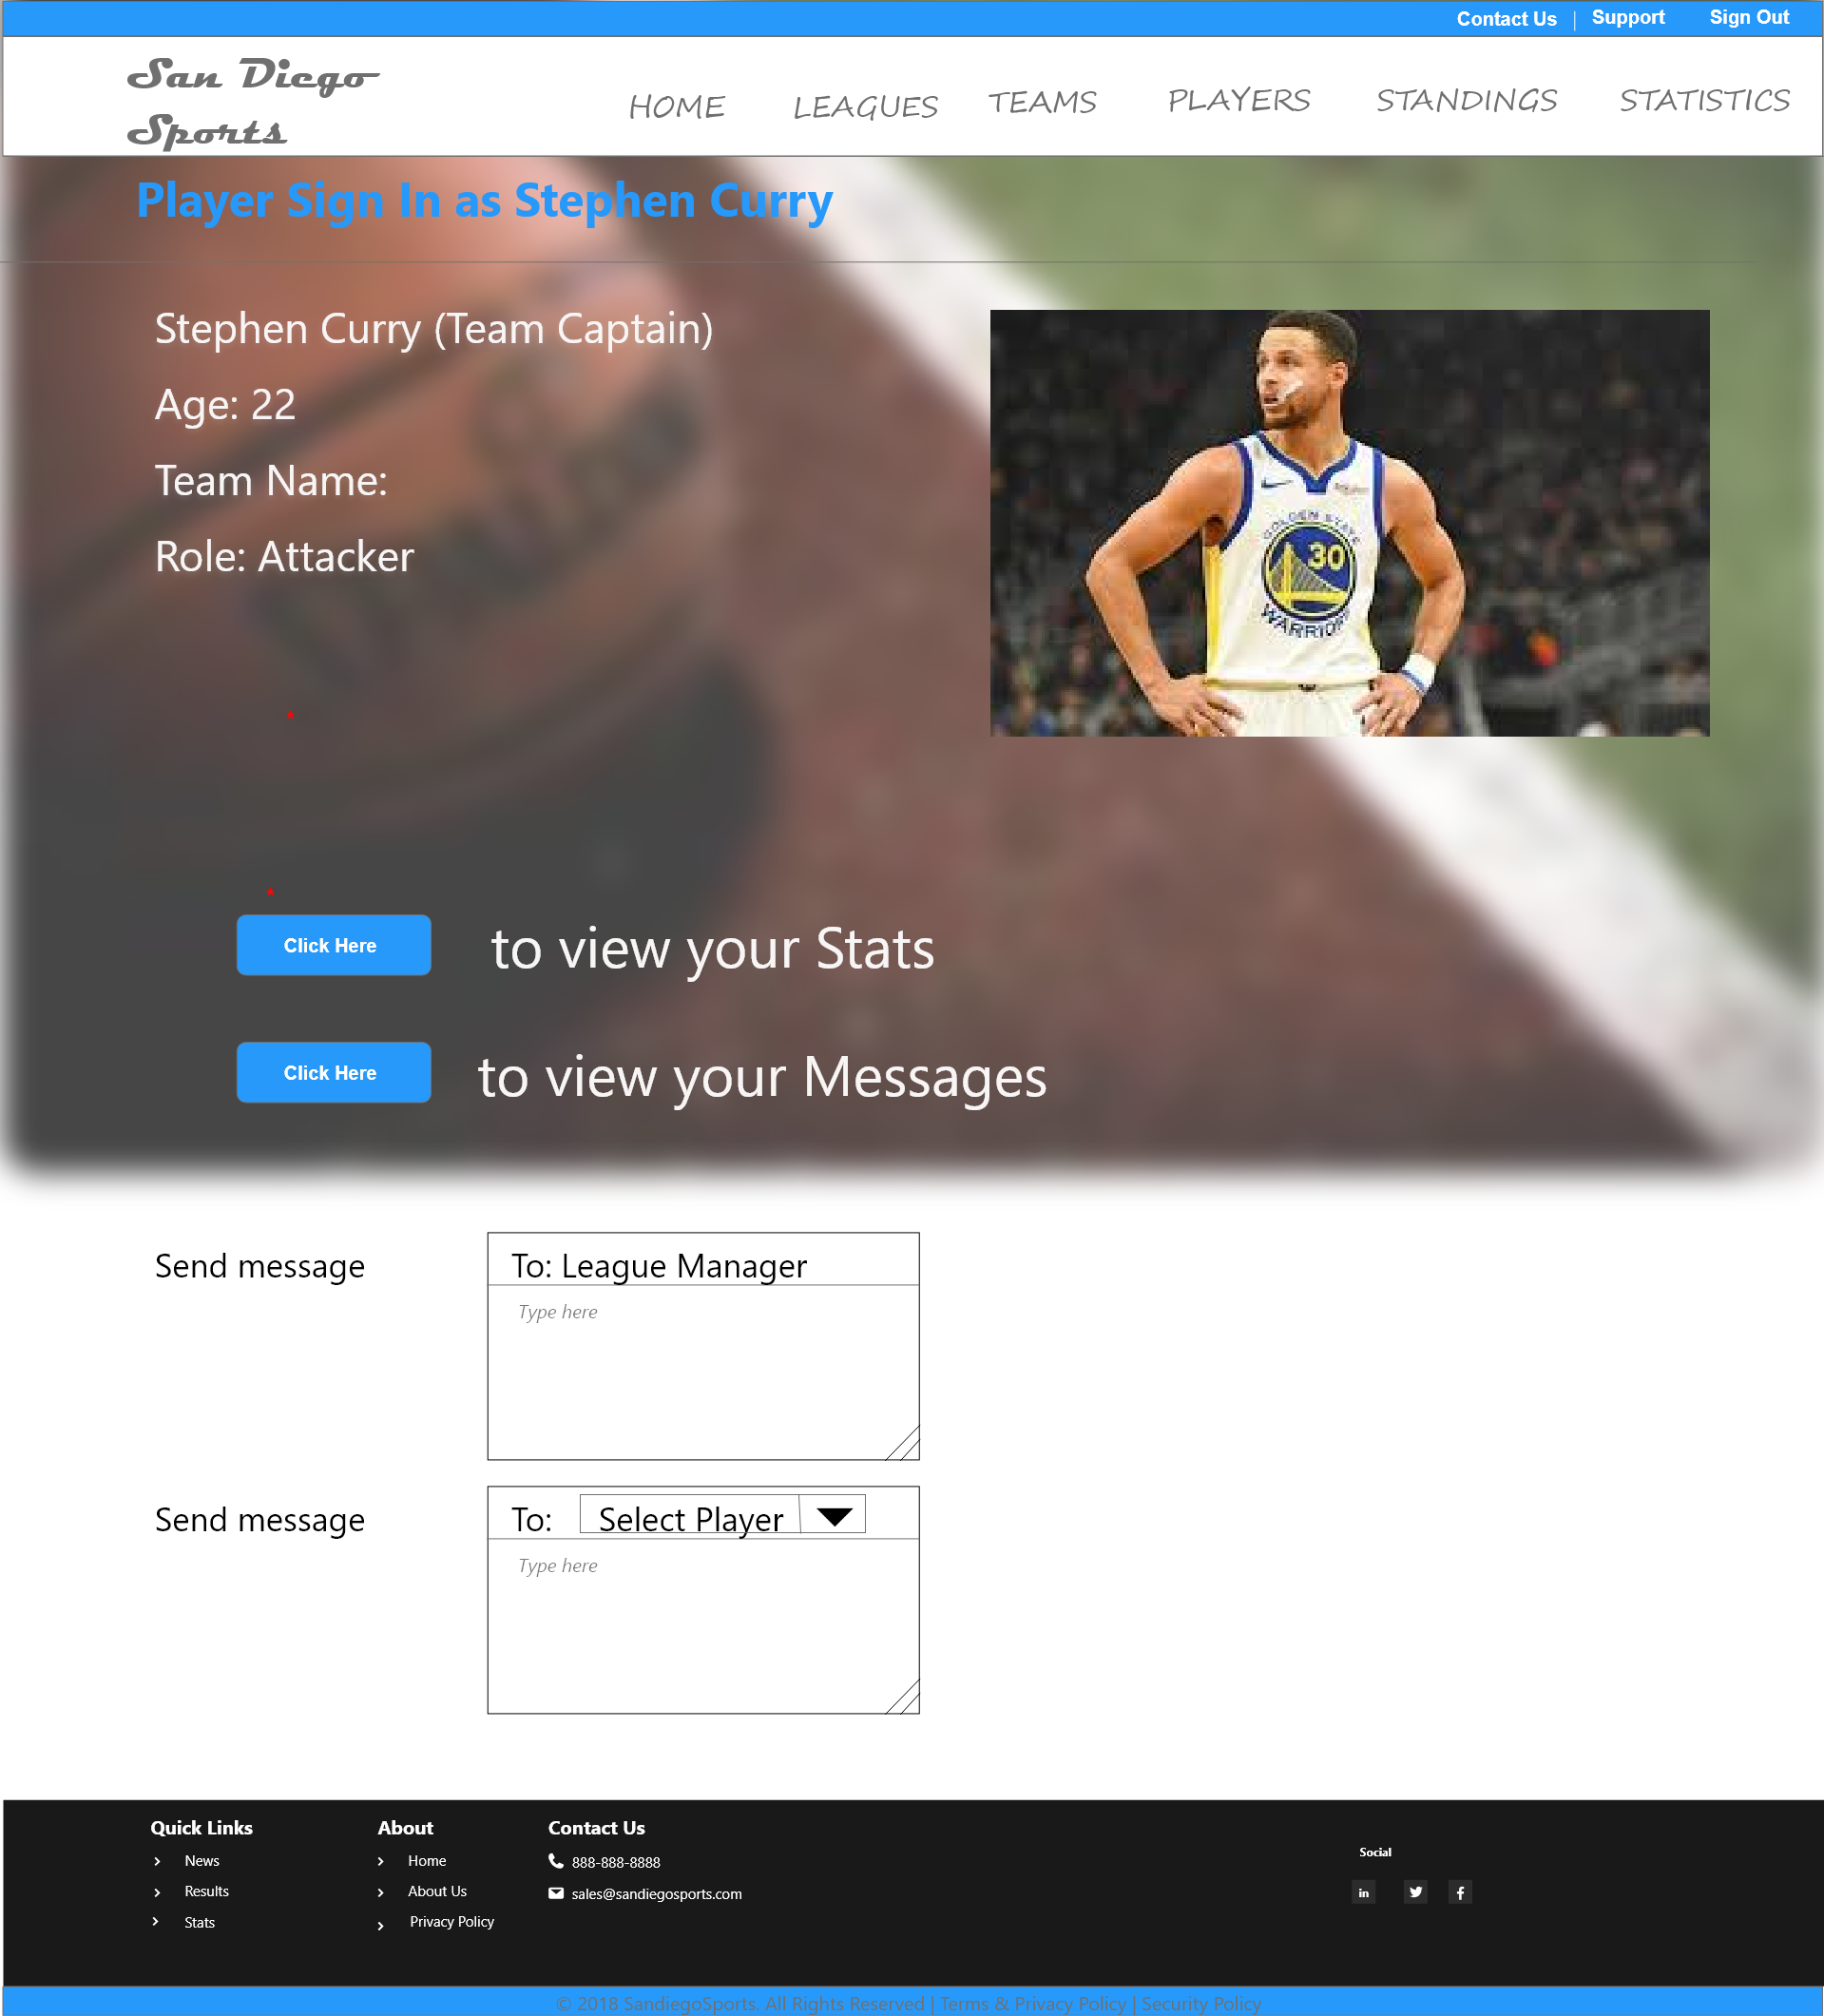 Contact Us | Support Sign Out
San Diego
Sports
HOME LEAGUES TEAMS PLAYERS STANDINGS STATISTICS
Player Sign In as Stephen Curry
Stephen Curry (Team Captain)
Age: 22
Team Name:
Role: Attacker
GOLDEN STATE
30
WARRIORS
*
*
Click Here to view your Stats
Click Here to view your Messages
Send message
To: League Manager
Type here
Send message
To: Select Player
Type here
Quick Links
News
Results
Stats
About
Home
About Us
Privacy Policy
Contact Us
888-888-8888
sales@sandiegosports.com
Social
in
© 2018 SandiegoSports. All Rights Reserved | Terms & Privacy Policy | Security Policy